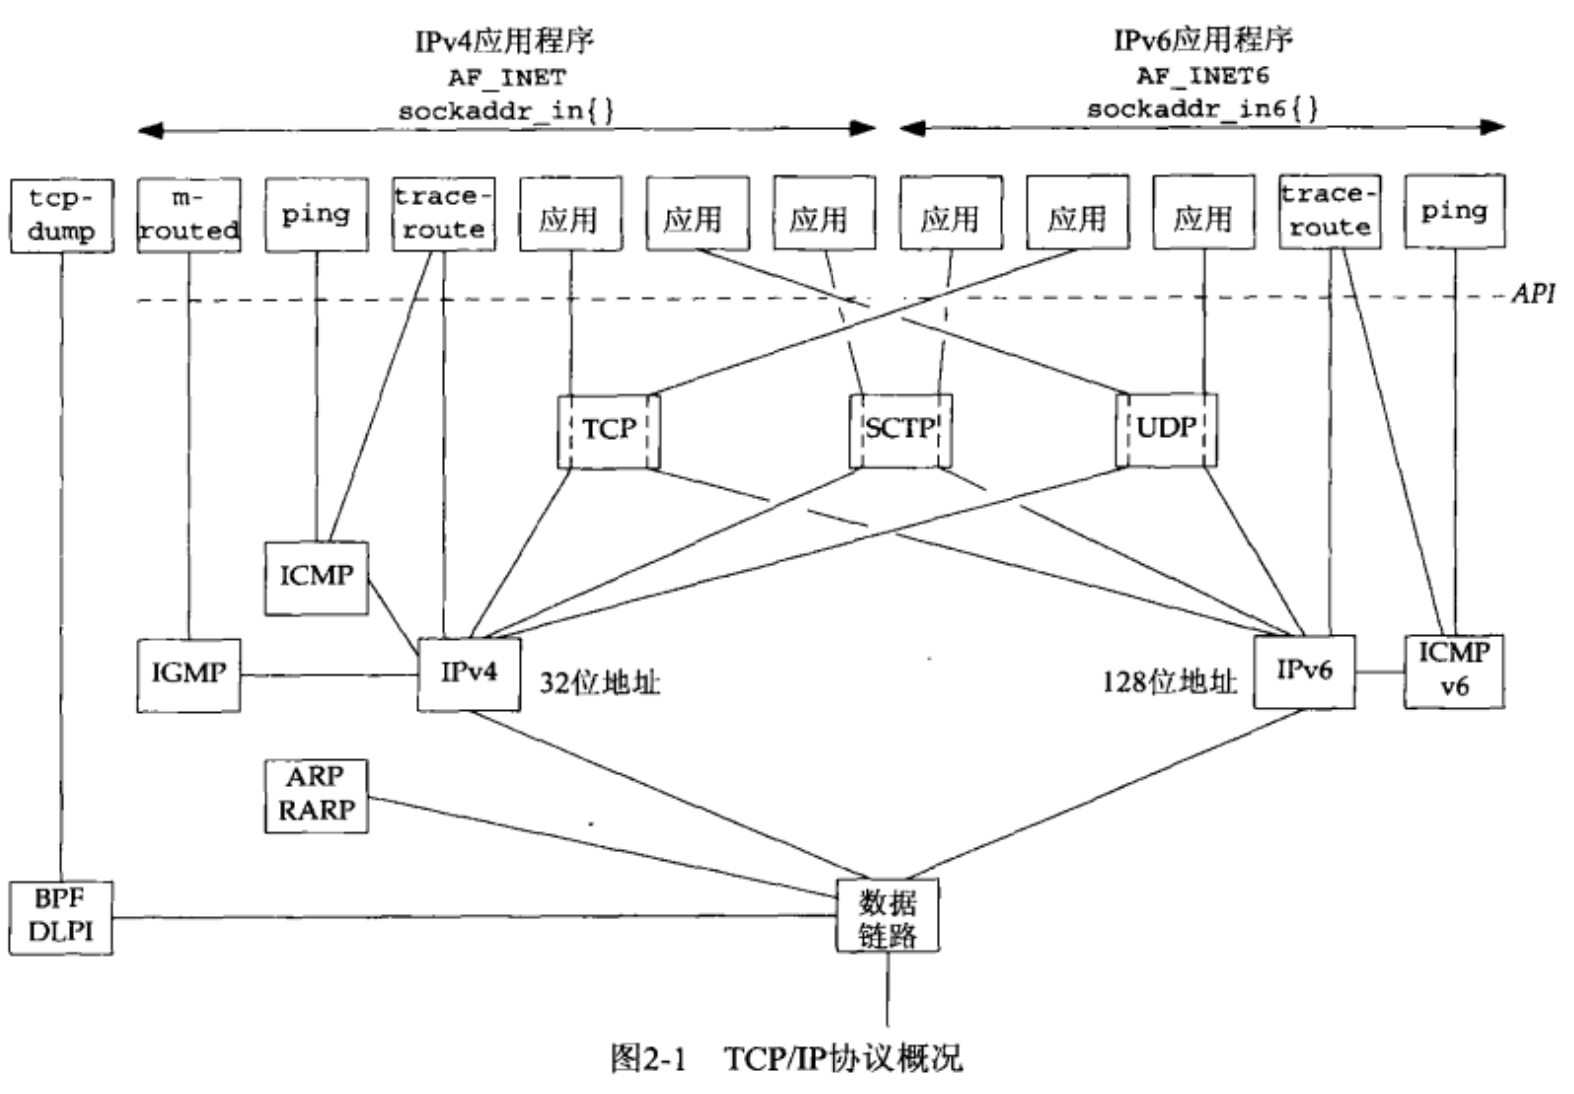 IPv4应用程序
AF_INET
sockaddr_in{}
IPv6应用程序
AF_INET6
sockaddr_in6{}
tcp-
dump
m-
routed
ping
trace-
route
应用
应用
应用
应用
应用
应用
trace-
route
ping
API
TCP
SCTP
UDP
ICMP
IGMP
IPv4
32位地址
128位地址
IPv6
ICMP
v6
ARP
RARP
BPF
DLPI
数据
链路
图2-1 TCP/IP协议概况